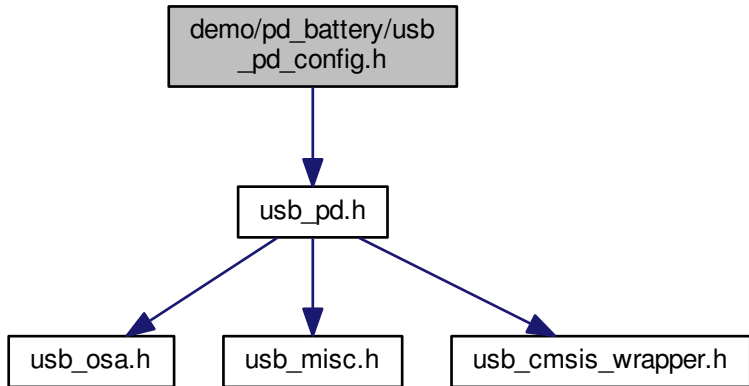 demo/pd_battery/usb
_pd_config.h
usb_pd.h
usb_osa.h
usb_misc.h
usb_cmsis_wrapper.h